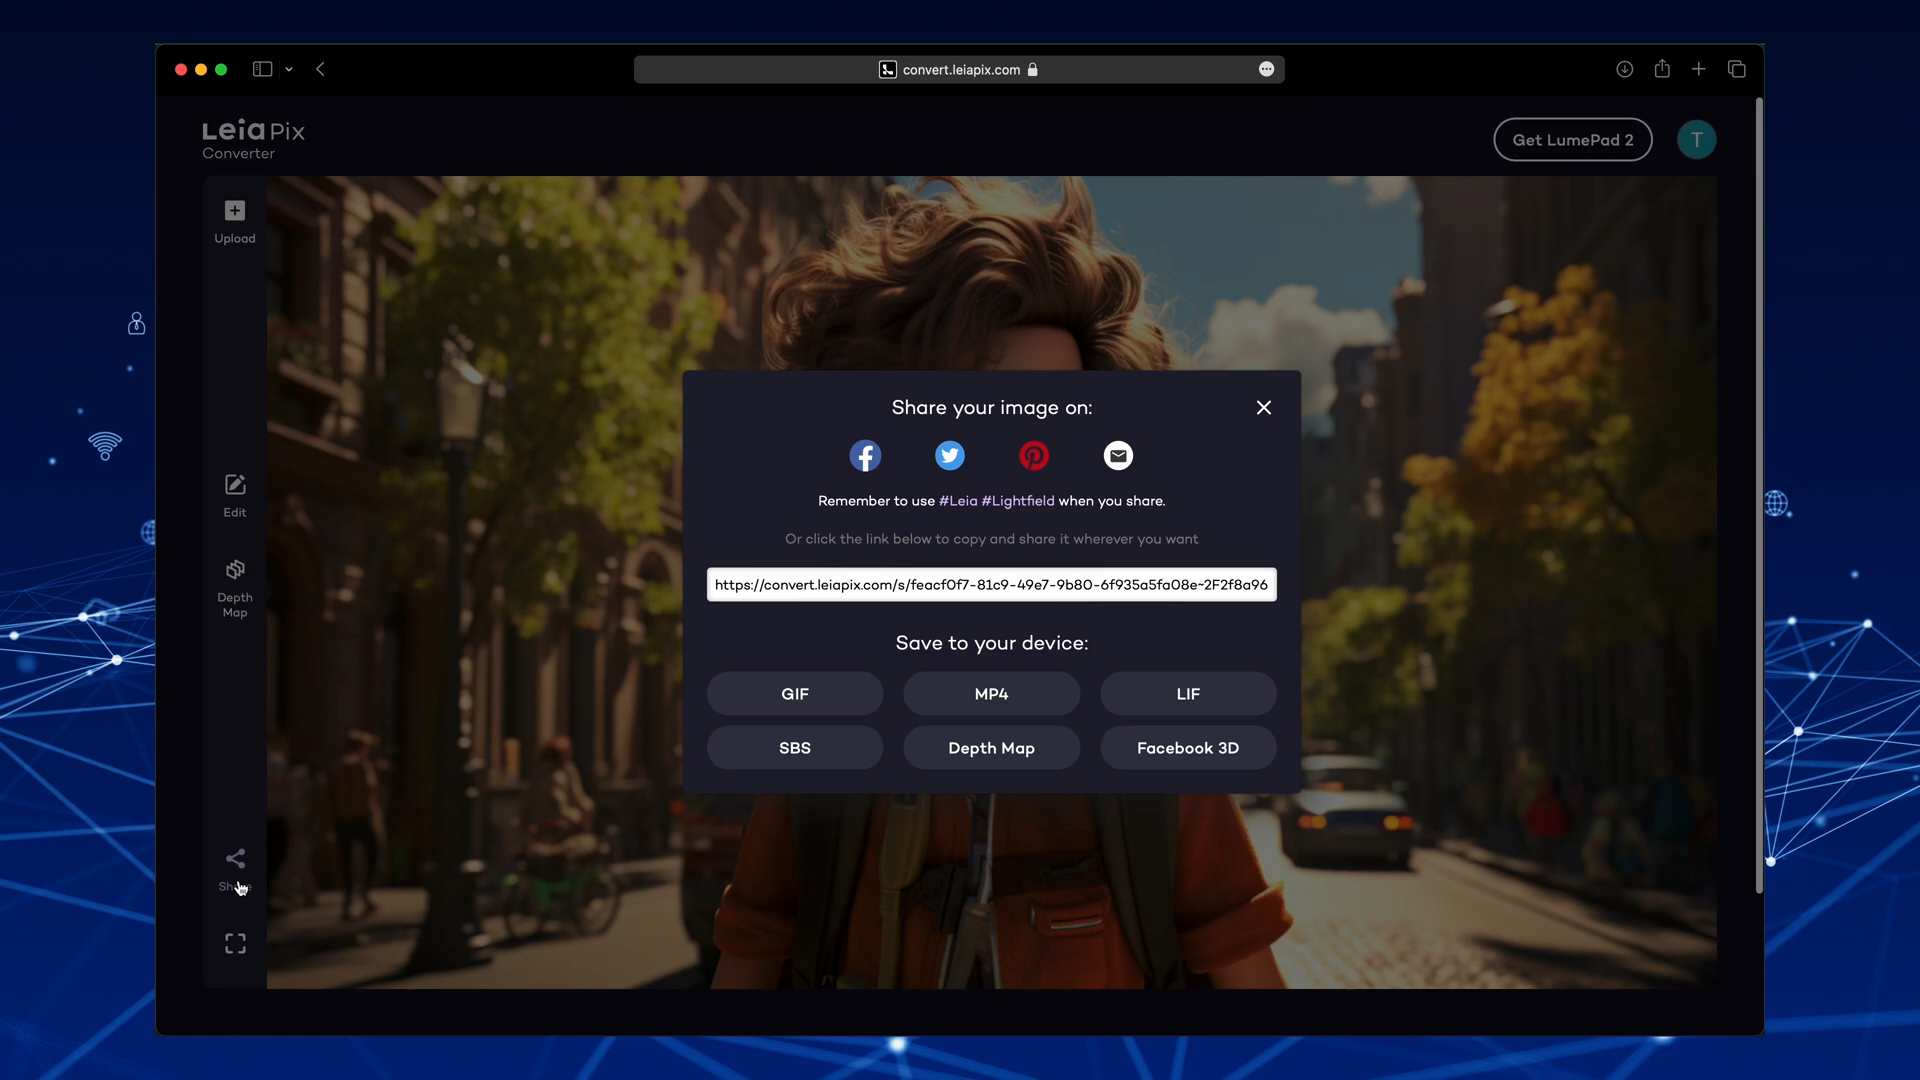 convert.leiapix.com
Leia Pix
Converter
Get LumePad 2
T
Upload
Share your image on:
Remember to use #Leia #Lightfield when you share.
Or click the link below to copy and share it wherever you want
https://convert.leiapix.com/s/feacf0f7-81c9-49e7-9b80-6f935a5fa08e~2F2f8a96
Edit
Depth
Map
Save to your device:
GIF
MP4
LIF
SBS
Depth Map
Facebook 3D
Share